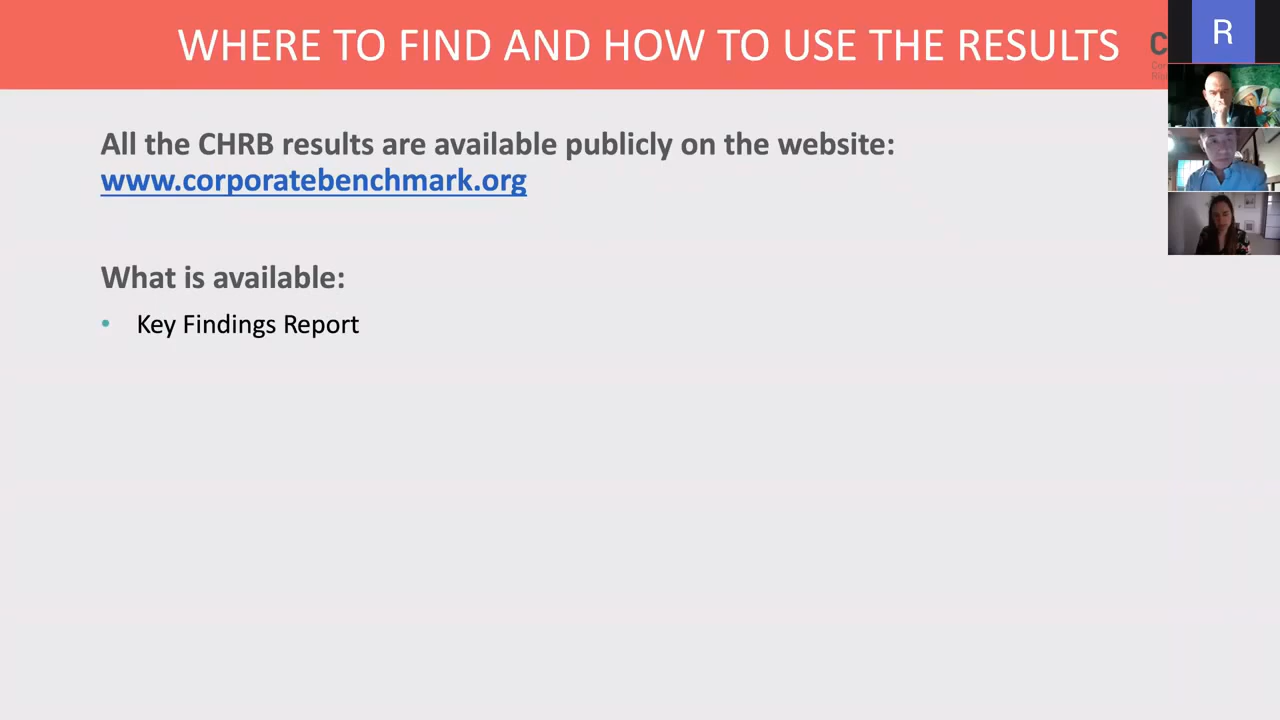 WHERE TO FIND AND HOW TO USE THE RESULTS
C
R
All the CHRB results are available publicly on the website:
www.corporatebenchmark.org
What is available:
• Key Findings Report